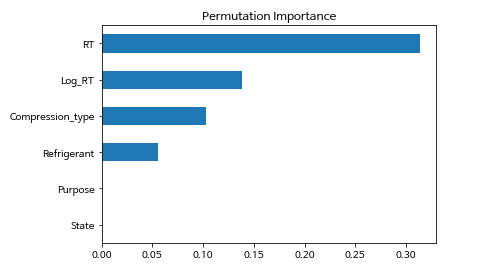 Permutation Importance
RT
Log_RT
Compression_type
Refrigerant
Purpose
State
0.00 0.05 0.10 0.15 0.20 0.25 0.30